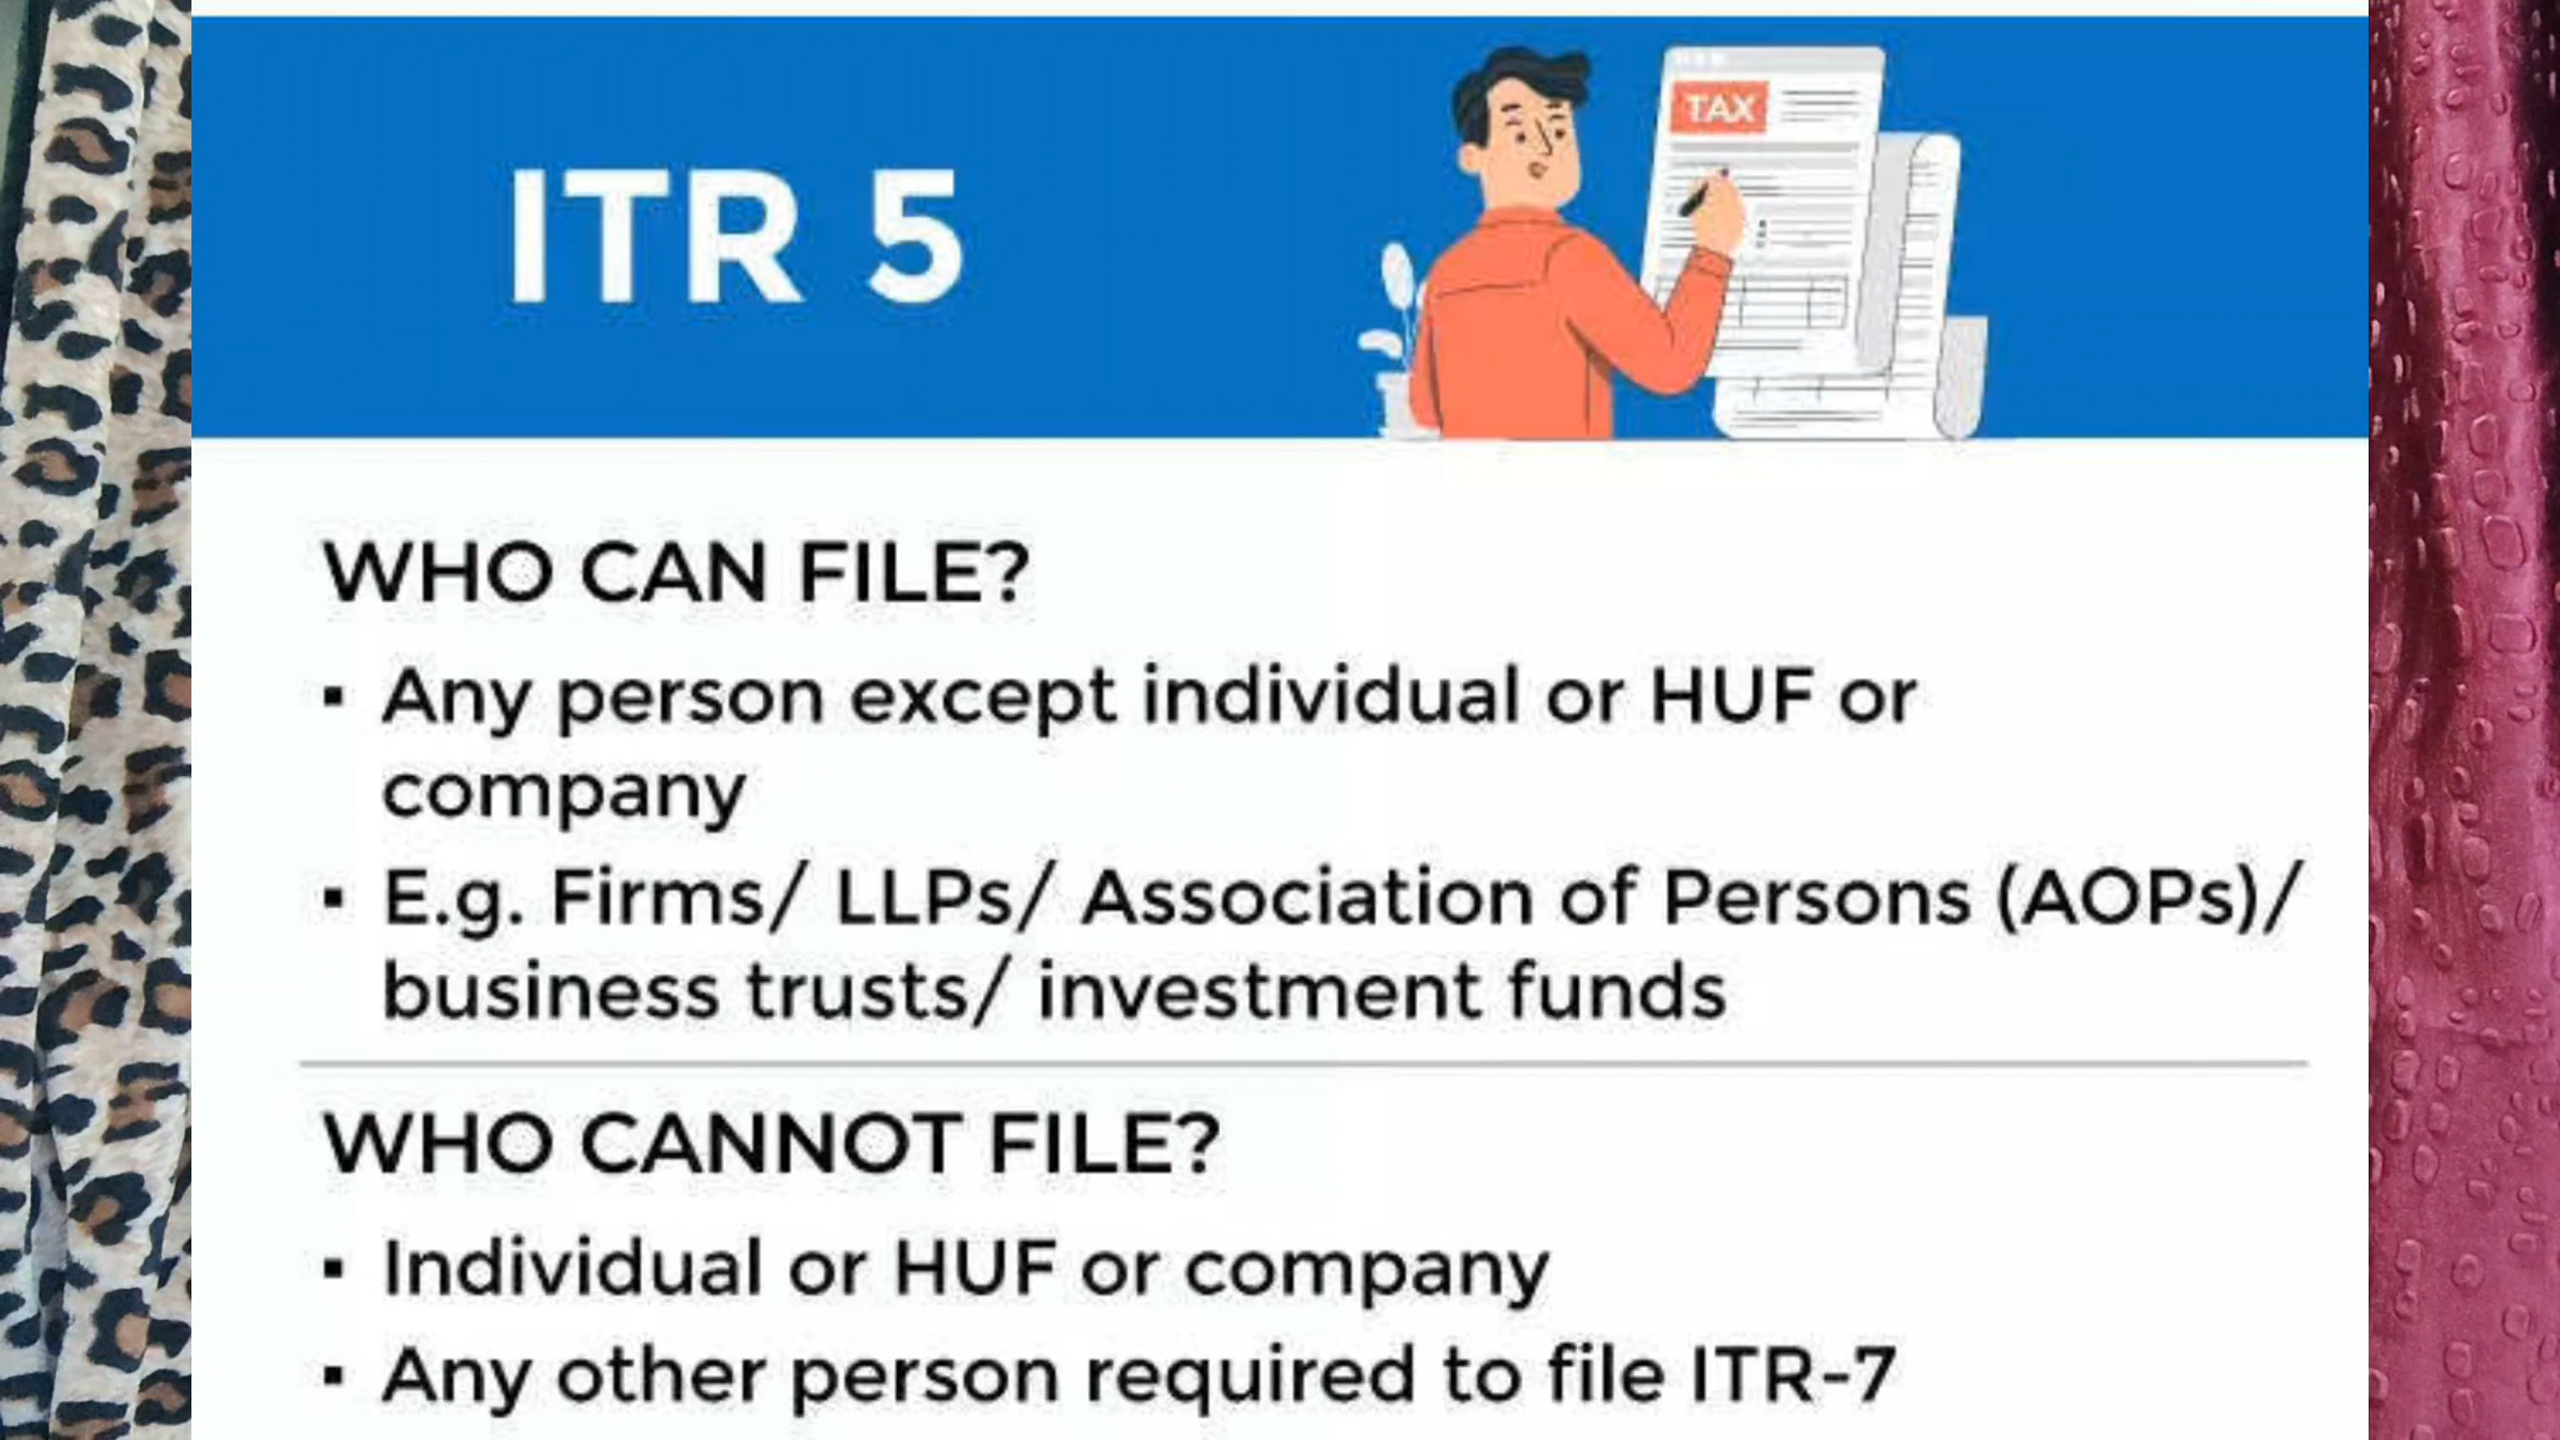 ITR 5
TAX
WHO CAN FILE?
▪ Any person except individual or HUF or
company
▪ E.g. Firms/ LLPs/ Association of Persons (AOPs)/
business trusts/ investment funds
WHO CANNOT FILE?
▪ Individual or HUF or company
▪ Any other person required to file ITR-7